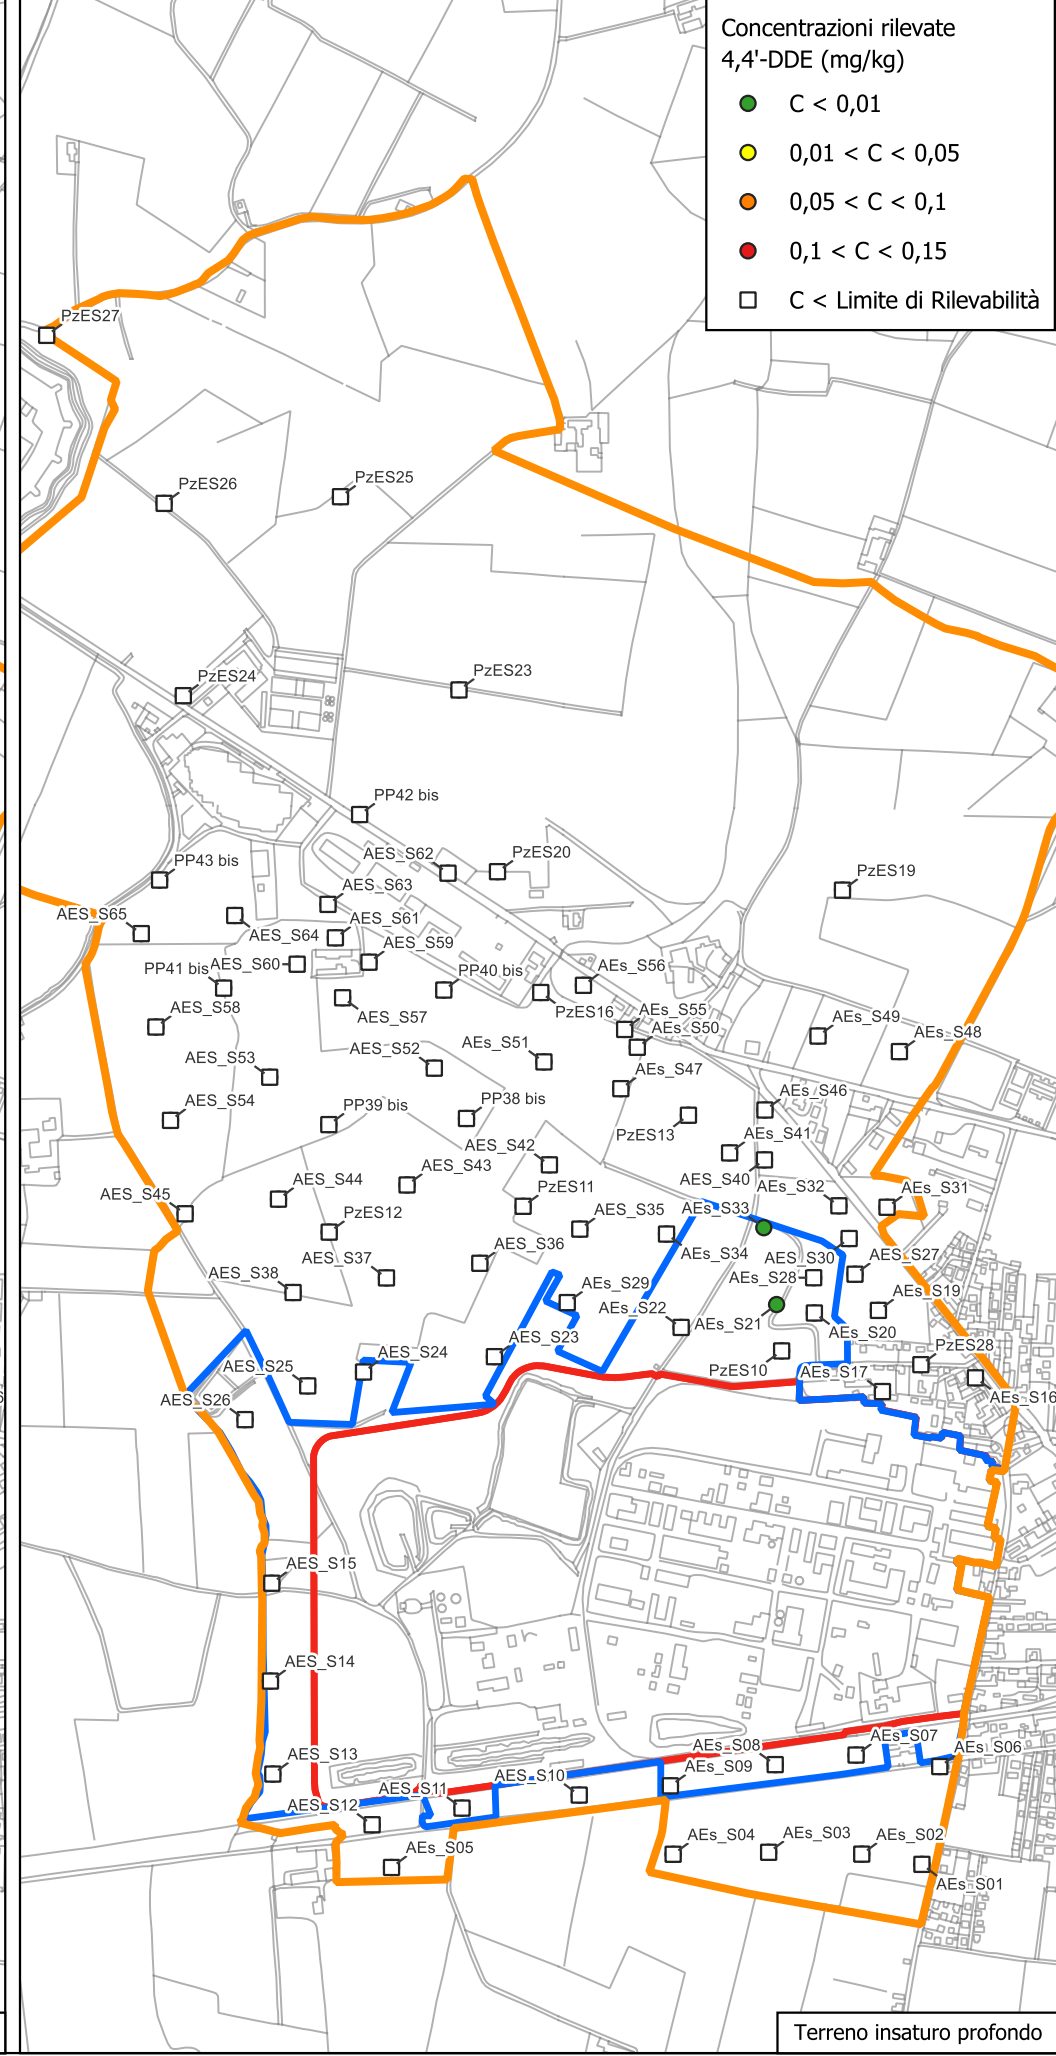 Concentrazioni rilevate
4,4'-DDE (mg/kg)
C < 0,01
0,01 < C < 0,05
0,05 < C < 0,1
0,1 < C < 0,15
C < Limite di Rilevabilità
PzES27
PzES26
PzES25
PzES24
PzES23
PP42 bis
AES_S62
PzES20
PP43 bis
PzES19
AES_S63
AES_S65
AES_S61
AES_S64
AES_S59
PP41 bis
AES_S60
PP40 bis
AEs_S56
AES_S58
AES_S57
PzES16
AEs_S55
AEs_S50
AEs_S49
AEs_S48
AES_S53
AES_S52
AEs_S51
AEs_S47
AES_S54
PP39 bis
PP38 bis
AEs_S46
PzES13
AEs_S41
AES_S42
AES_S43
AES_S40
AES_S44
AES_S45
PzES12
PzES11
AEs_S32
AEs_S31
AES_S35
AEs_S33
AEs_S34
AES_S37
AES_S36
AES_S30
AEs_S27
AES_S38
AEs_S28
AEs_S29
AEs_S22
AEs_S21
AEs_S19
AEs_S20
AES_S23
AES_S24
AES_S25
PzES10
AEs_S17
PzES28
AES_S26
AEs_S16
AES_S15
AES_S14
AES_S13
AEs_S08
AEs_S07
AEs_S06
AES_S12
AES_S11
AES_S10
AEs_S09
AEs_S05
AEs_S04
AEs_S03
AEs_S02
AEs_S01
Terreno insaturo profondo